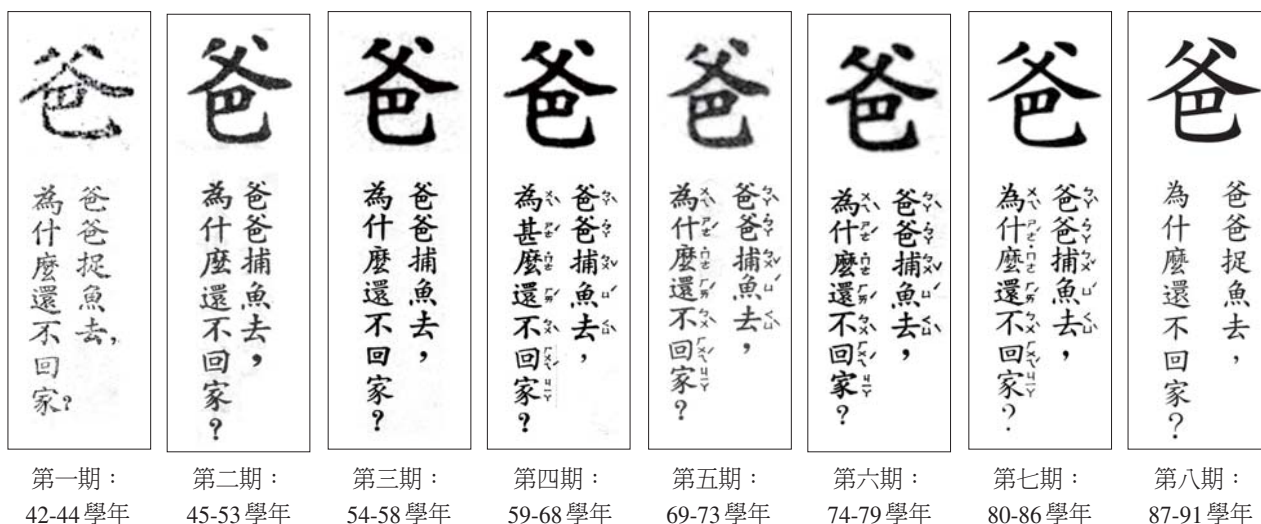 爸
爸爸捉魚去，
為什麼還不回家？
第一期：
42-44學年
爸
爸爸捕魚去，
為什麼還不回家？
第二期：
45-53學年
爸
爸爸捕魚去，
為什麼還不回家？
第三期：
54-58學年
爸
爸爸捕魚去，
為甚麼還不回家？
第四期：
59-68學年
爸
爸爸捕魚去，
為什麼還不回家？
第五期：
69-73學年
爸
爸爸捕魚去，
為什麼還不回家？
第六期：
74-79學年
爸
爸爸捕魚去，
為什麼還不回家？
第七期：
80-86學年
爸
爸爸捉魚去，
為什麼還不回家？
第八期：
87-91學年